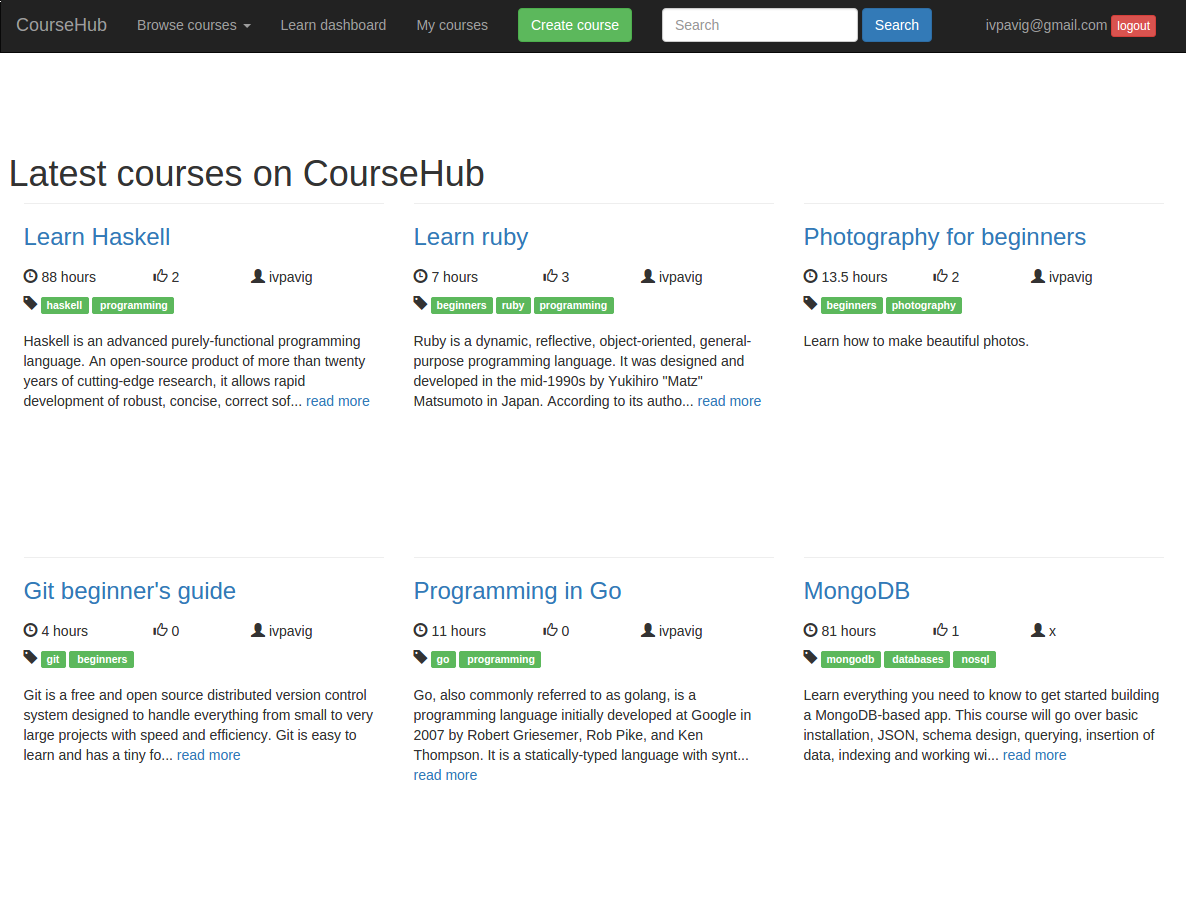 CourseHub Browse courses Learn dashboard My courses Create course Search Search ivpavig@gmail.com logout
Latest courses on CourseHub
Learn Haskell
88 hours 2 ivpavig
haskell programming
Haskell is an advanced purely-functional programming
language. An open-source product of more than twenty
years of cutting-edge research, it allows rapid
development of robust, concise, correct sof... read more
Learn ruby
7 hours 3 ivpavig
beginners ruby programming
Ruby is a dynamic, reflective, object-oriented, general-
purpose programming language. It was designed and
developed in the mid-1990s by Yukihiro "Matz"
Matsumoto in Japan. According to its autho... read more
Photography for beginners
13.5 hours 2 ivpavig
beginners photography
Learn how to make beautiful photos.
Git beginner's guide
4 hours 0 ivpavig
git beginners
Git is a free and open source distributed version control
system designed to handle everything from small to very
large projects with speed and efficiency. Git is easy to
learn and has a tiny fo... read more
Programming in Go
11 hours 0 ivpavig
go programming
Go, also commonly referred to as golang, is a
programming language initially developed at Google in
2007 by Robert Griesemer, Rob Pike, and Ken
Thompson. It is a statically-typed language with synt...
read more
MongoDB
81 hours 1 x
mongodb databases nosql
Learn everything you need to know to get started building
a MongoDB-based app. This course will go over basic
installation, JSON, schema design, querying, insertion of
data, indexing and working wi... read more